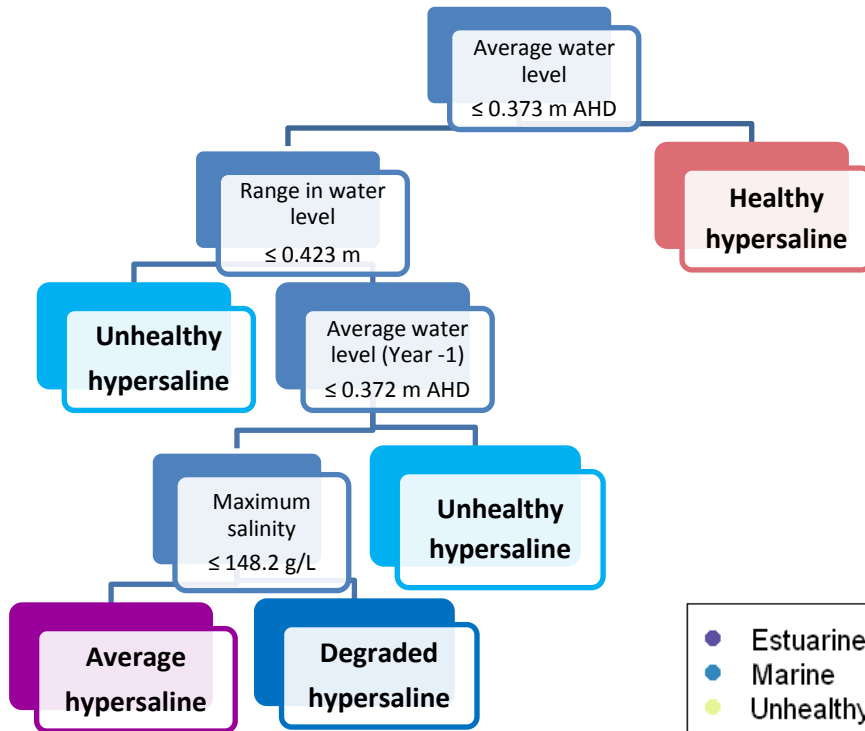 Average water
level
≤ 0.373 m AHD
Range in water
level
≤ 0.423 m
Healthy
hypersaline
Unhealthy
hypersaline
Average water
level (Year -1)
≤ 0.372 m AHD
Maximum
salinity
≤ 148.2 g/L
Unhealthy
hypersaline
Average
hypersaline
Degraded
hypersaline
Estuarine
Marine
Unhealthy